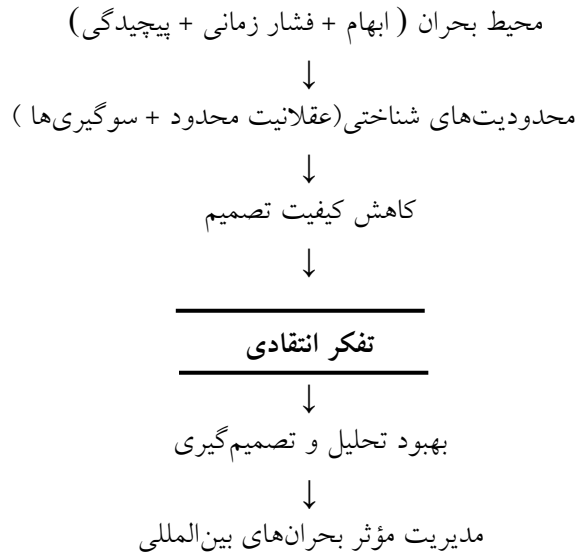 محیط بحران ( ابهام + فشار زمانی + پیچیدگی)
↓
محدودیت‌های شناختی(عقلانیت محدود + سوگیری‌ها )
↓
کاهش کیفیت تصمیم
↓
تفکر انتقادی
↓
بهبود تحلیل و تصمیم‌گیری
↓
مدیریت مؤثر بحران‌های بین‌المللی